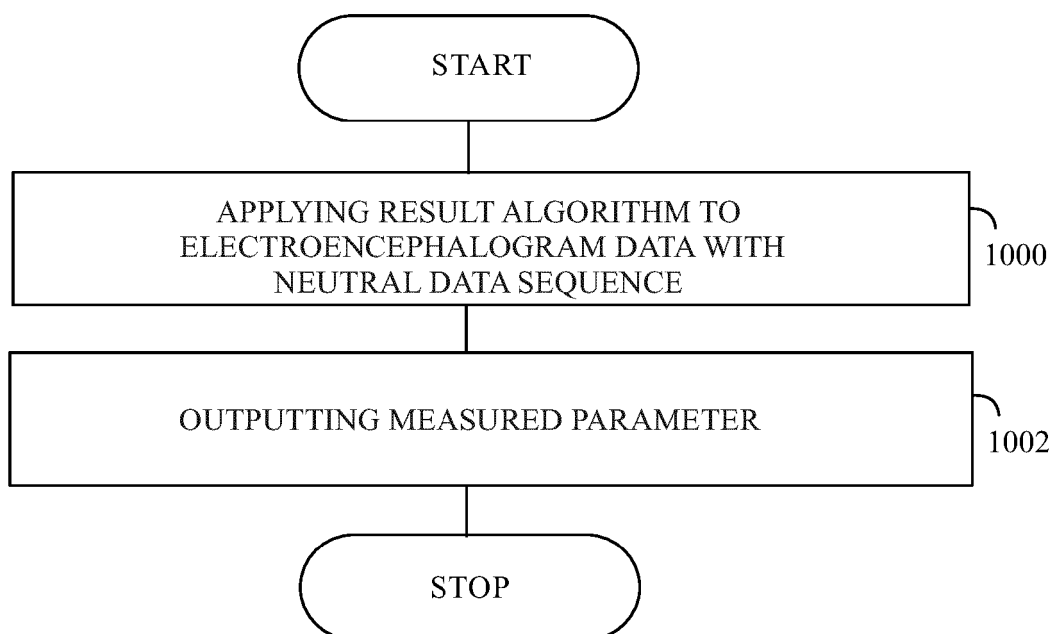 START
APPLYING RESULT ALGORITHM TO
ELECTROENCEPHALOGRAM DATA WITH
NEUTRAL DATA SEQUENCE
1000
OUTPUTTING MEASURED PARAMETER
1002
STOP